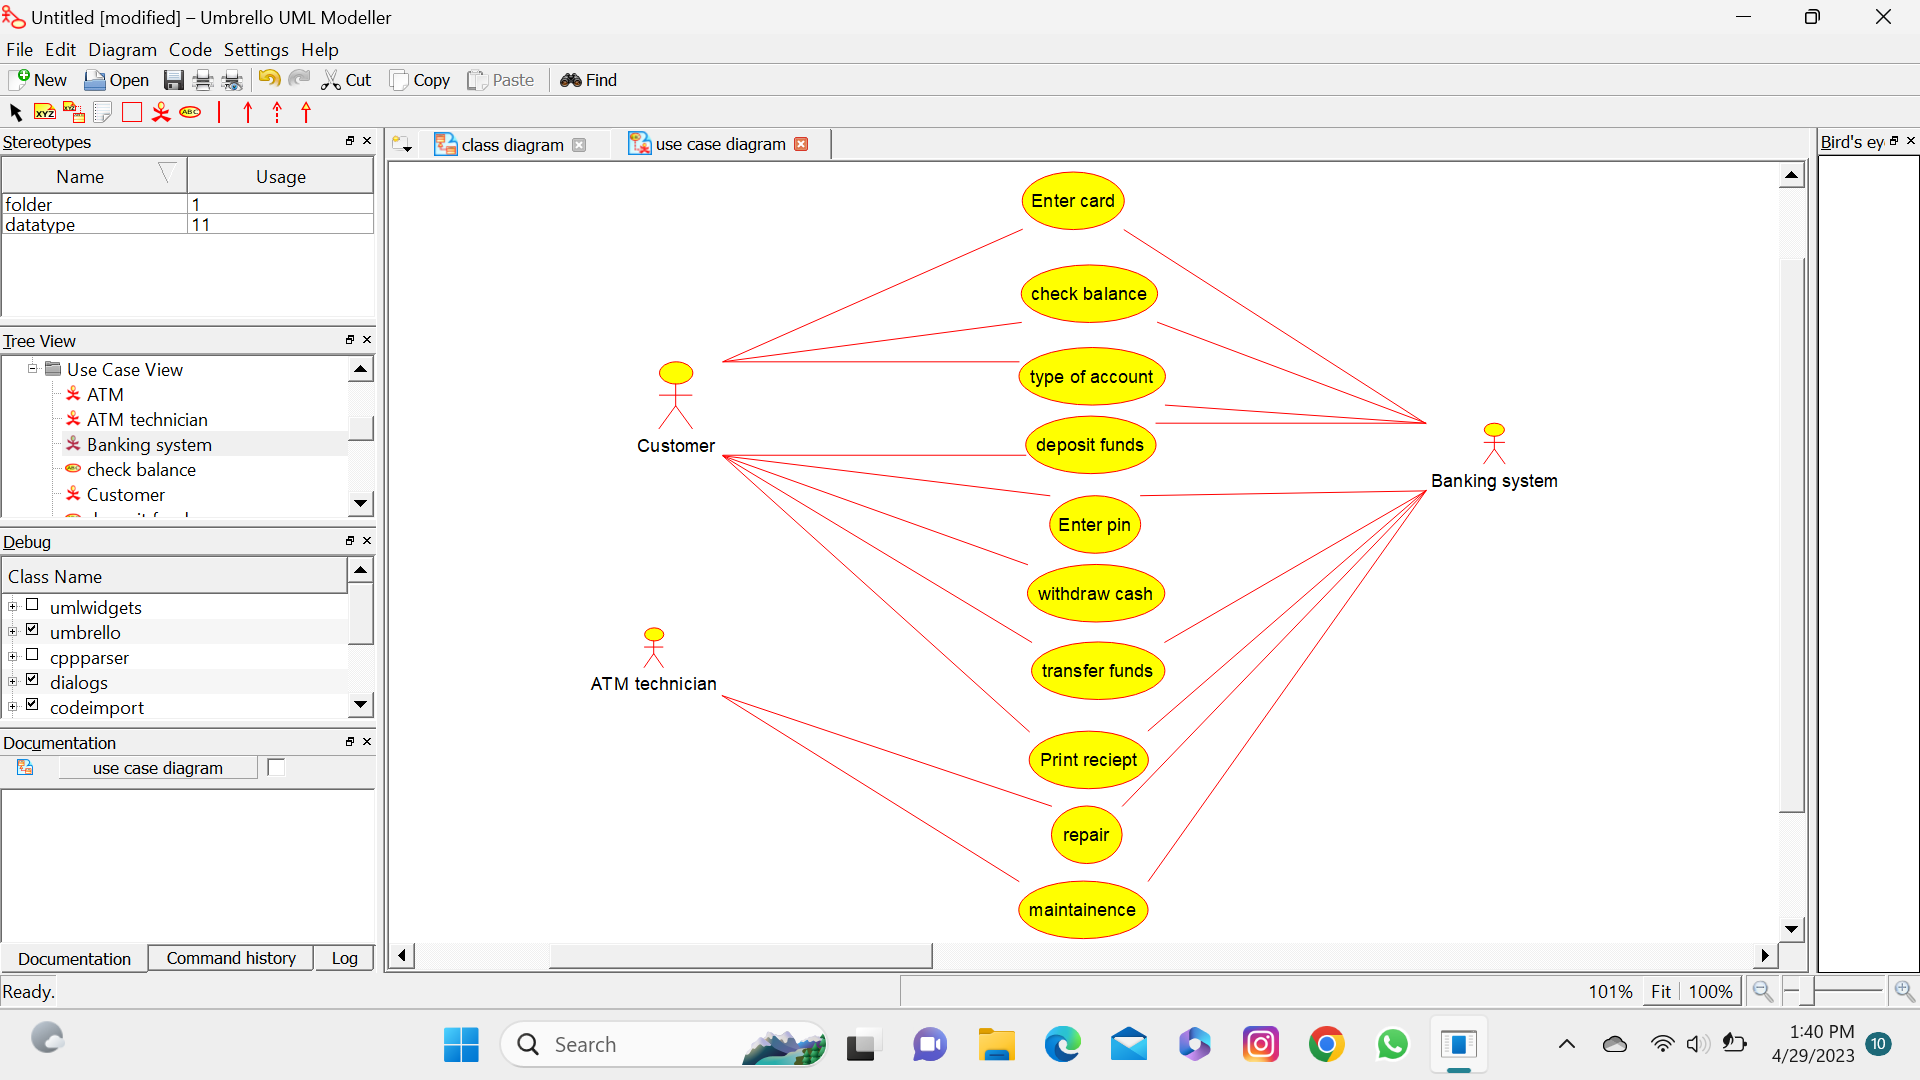 Untitled [modified] – Umbrello UML Modeller
File Edit Diagram Code Settings Help
New Open Cut Copy Paste Find
XYZ XYZ ABC
Stereotypes
Name Usage
folder 1
datatype 11
Tree View
Use Case View
ATM
ATM technician
Banking system
check balance
Customer
Debug
Class Name
umlwidgets
umbrello
cppparser
dialogs
codeimport
Documentation
use case diagram
Documentation Command history Log
class diagram use case diagram
Enter card
check balance
type of account
Customer
deposit funds
Banking system
Enter pin
withdraw cash
transfer funds
ATM technician
Print reciept
repair
maintainence
Bird's ey
Ready.
101% Fit 100%
Search
1:40 PM
4/29/2023
10